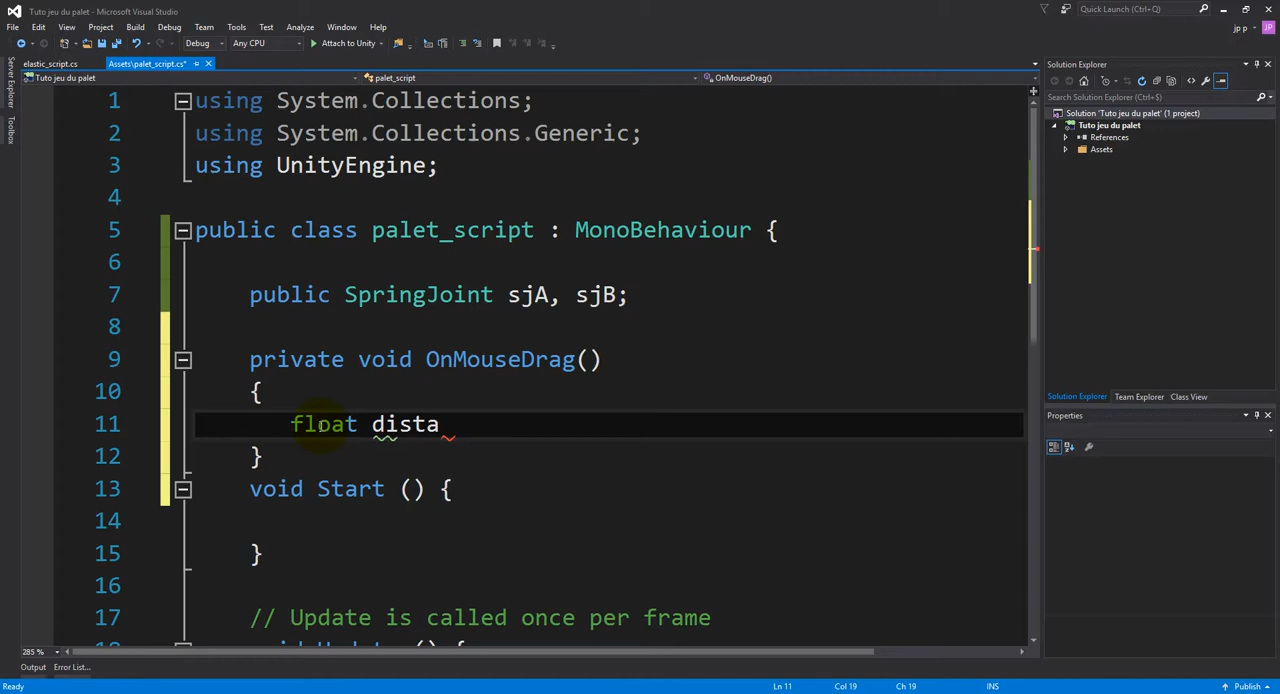 Tuto jeu du palet - Microsoft Visual Studio
Quick Launch (Ctrl+Q)
File Edit View Project Build Debug Team Tools Test Analyze Window Help
jp p JP
Debug Any CPU Attach to Unity
elastic_script.cs Assets\palet_script.cs*
Tuto jeu du palet palet_script OnMouseDrag()
Server Explorer
Toolbox
1 using System.Collections;
2 using System.Collections.Generic;
3 using UnityEngine;
4
5 public class palet_script : MonoBehaviour {
6
7 public SpringJoint sjA, sjB;
8
9 private void OnMouseDrag()
10 {
11 float dista
12 }
13 void Start () {
14
15 }
16
17 // Update is called once per frame
285 %
Output Error List...
Ready Ln 11 Col 19 Ch 19 INS Publish
Solution Explorer
Search Solution Explorer (Ctrl+$)
Solution 'Tuto jeu du palet' (1 project)
Tuto jeu du palet
References
Assets
Solution Explorer Team Explorer Class View
Properties